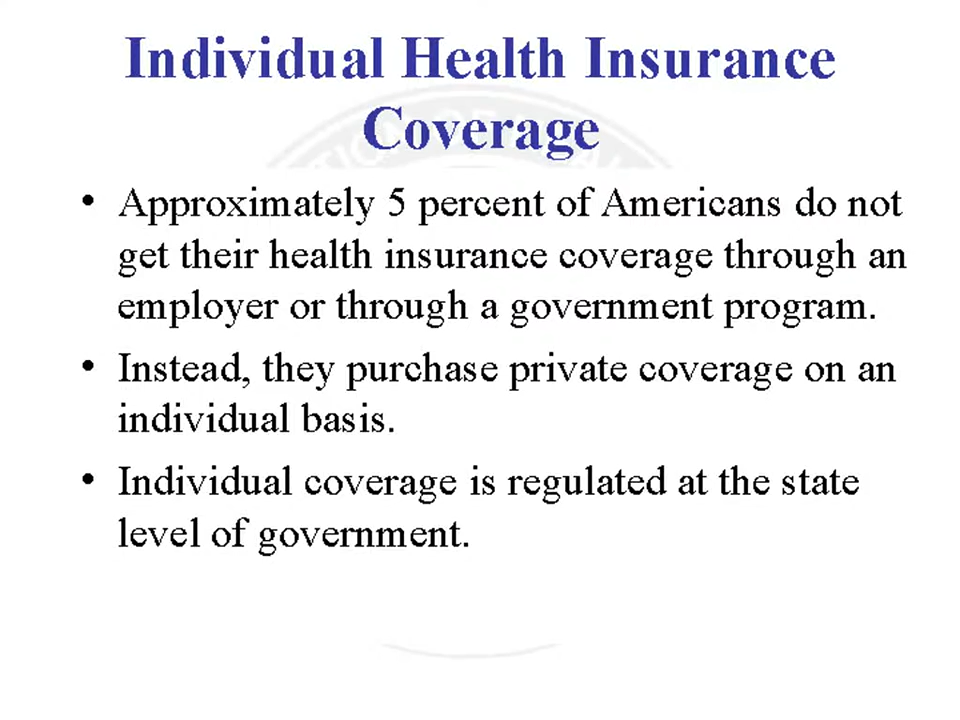 Individual Health Insurance
Coverage
• Approximately 5 percent of Americans do not
get their health insurance coverage through an
employer or through a government program.
• Instead, they purchase private coverage on an
individual basis.
• Individual coverage is regulated at the state
level of government.